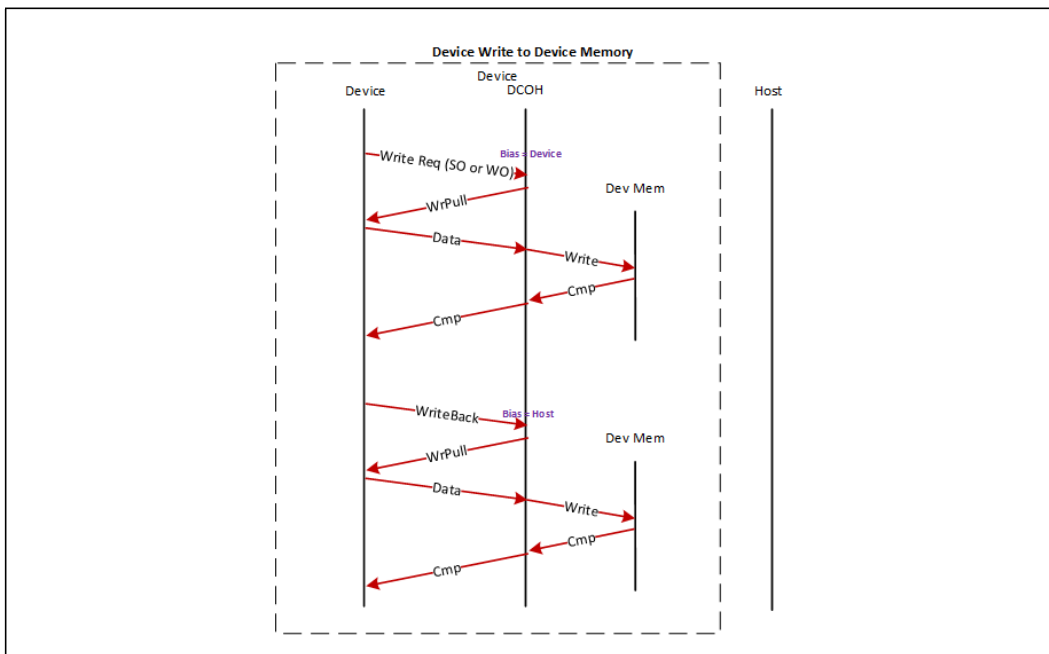 Device Write to Device Memory
Device
Device
DCOH
Host
Write Req (SO or WO)
Bias = Device
Dev Mem
WrPull
Data
Write
Cmp
Cmp
WriteBack
Bias = Host
Dev Mem
WrPull
Data
Write
Cmp
Cmp